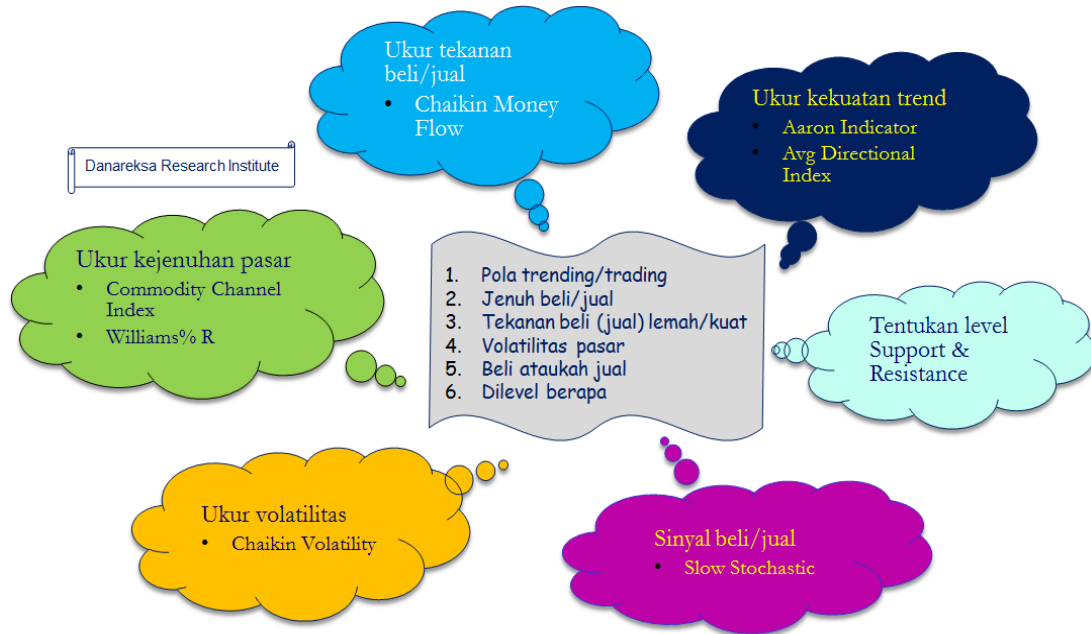 Ukur tekanan
beli/jual
• Chaikin Money
Flow
Ukur kekuatan trend
• Aaron Indicator
• Avg Directional
Index
Danareksa Research Institute
Ukur kejenuhan pasar
• Commodity Channel
Index
• Williams% R
1. Pola trending/trading
2. Jenuh beli/jual
3. Tekanan beli (jual) lemah/kuat
4. Volatilitas pasar
5. Beli ataukah jual
6. Dilevel berapa
Tentukan level
Support &
Resistance
Ukur volatilitas
• Chaikin Volatility
Sinyal beli/jual
• Slow Stochastic